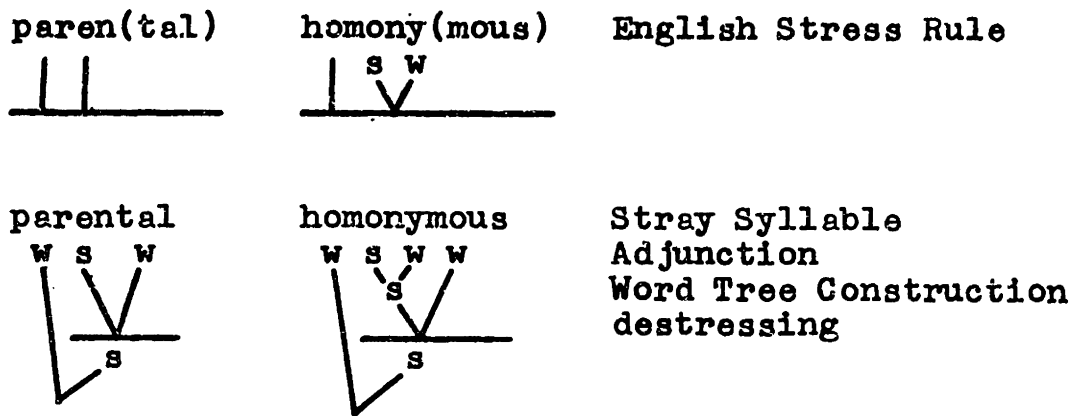 paren(tal) homony(mous) English Stress Rule
s w
parental homonymous Stray Syllable
w s w w s w w Adjunction
s Word Tree Construction
destressing
s s